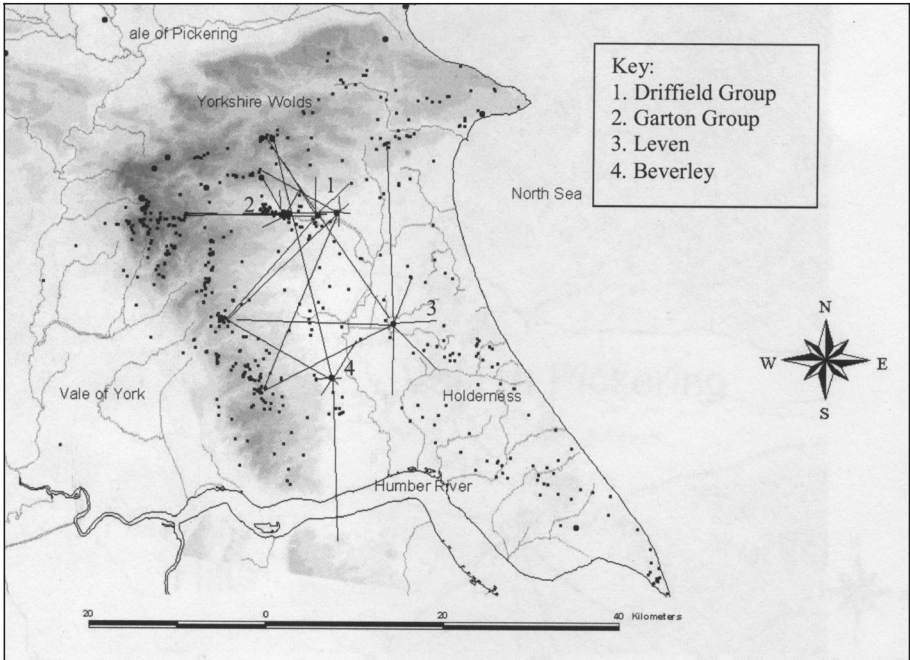 ale of Pickering
Key:
1. Driffield Group
2. Garton Group
3. Leven
4. Beverley
Yorkshire Wolds
1
2
North Sea
3
N
W E
S
4
Vale of York
Holderness
Humber River
20 0 20 40 Kilometers